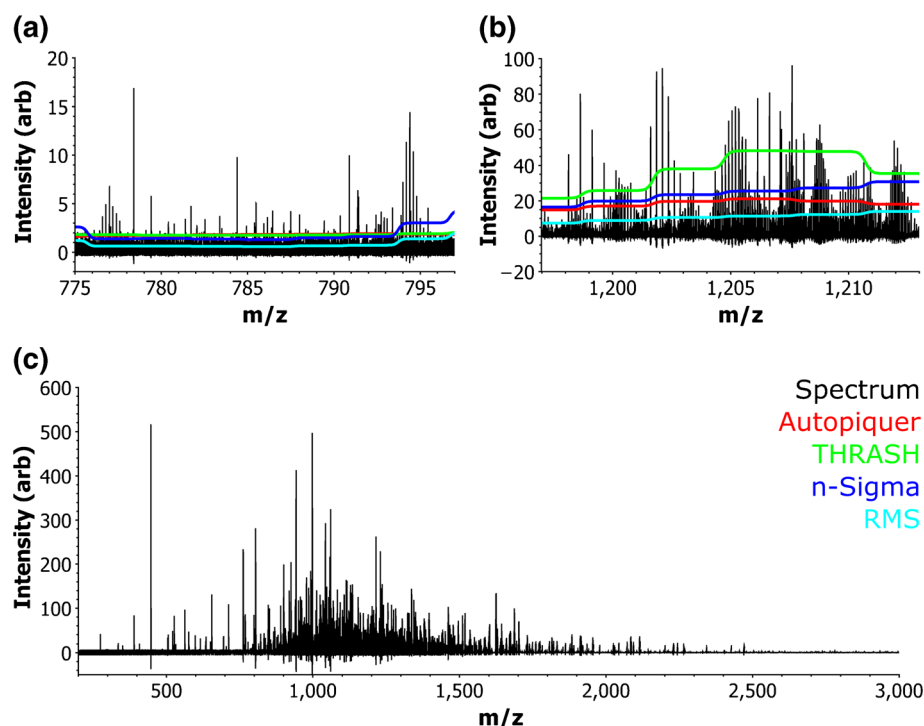 (a)
Intensity (arb)
20
15
10
5
0
775 780 785 790 795
m/z
(b)
Intensity (arb)
100
80
60
40
20
0
−20
1,200 1,205 1,210
m/z
(c)
Intensity (arb)
600
500
400
300
200
100
0
500 1,000 1,500 2,000 2,500 3,000
m/z
Spectrum
Autopiquer
THRASH
n-Sigma
RMS